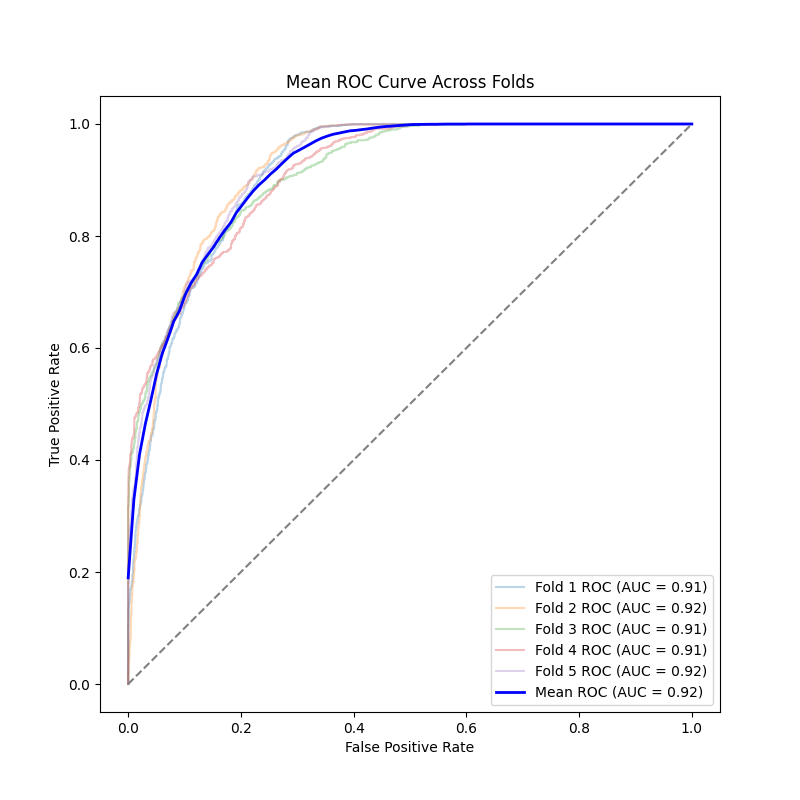 Mean ROC Curve Across Folds
1.0
0.8
0.6
0.4
0.2
0.0
True Positive Rate
0.0 0.2 0.4 0.6 0.8 1.0
False Positive Rate
Fold 1 ROC (AUC = 0.91)
Fold 2 ROC (AUC = 0.92)
Fold 3 ROC (AUC = 0.91)
Fold 4 ROC (AUC = 0.91)
Fold 5 ROC (AUC = 0.92)
Mean ROC (AUC = 0.92)